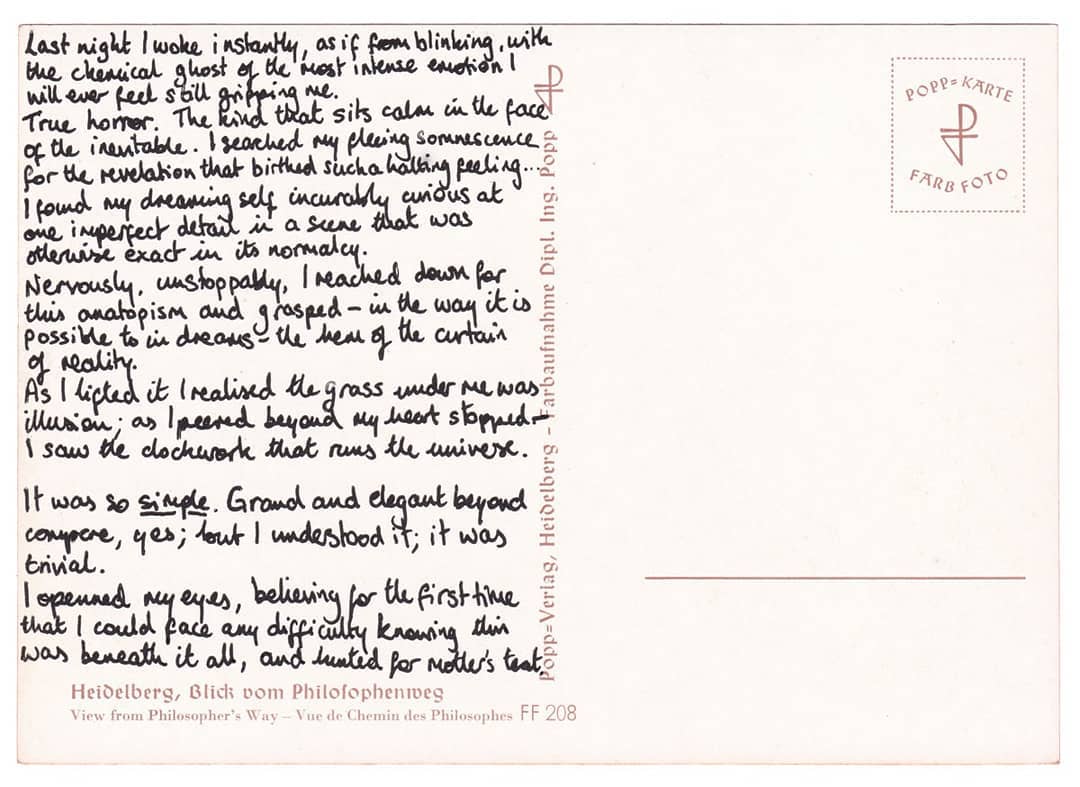 Last night I woke instantly, as if from blinking, with
the chemical ghost of the most intense emotion I
will ever feel still gripping me.
True horror. The kind that sits calm in the face
of the inevitable. I searched my fleeing somnescence
for the revelation that birthed such a halting feeling....
I found my dreaming self incurably curious at
one imperfect detail in a scene that was
otherwise exact in its normalcy.
Nervously, unstoppably, I reached down for
this anatopism and grasped – in the way it is
possible to in dreams – the hem of the curtain
of reality.
As I lifted it I realised the grass under me was
illusion; as I peered beyond my heart stopped –
I saw the clockwork that runs the universe.
It was so simple. Grand and elegant beyond
compare, yes; but I understood it; it was
trivial.
I openned my eyes, believing for the first time
that I could face any difficulty knowing this
was beneath it all, and hunted for mother's teat.
Heidelberg, Blick vom Philosophenweg
View from Philosopher's Way – Vue de Chemin des Philosophes FF 208
Popp=Verlag, Heidelberg – Farbaufnahme Dipl. Ing. Popp
POPP=KARTE
FARBFOTO